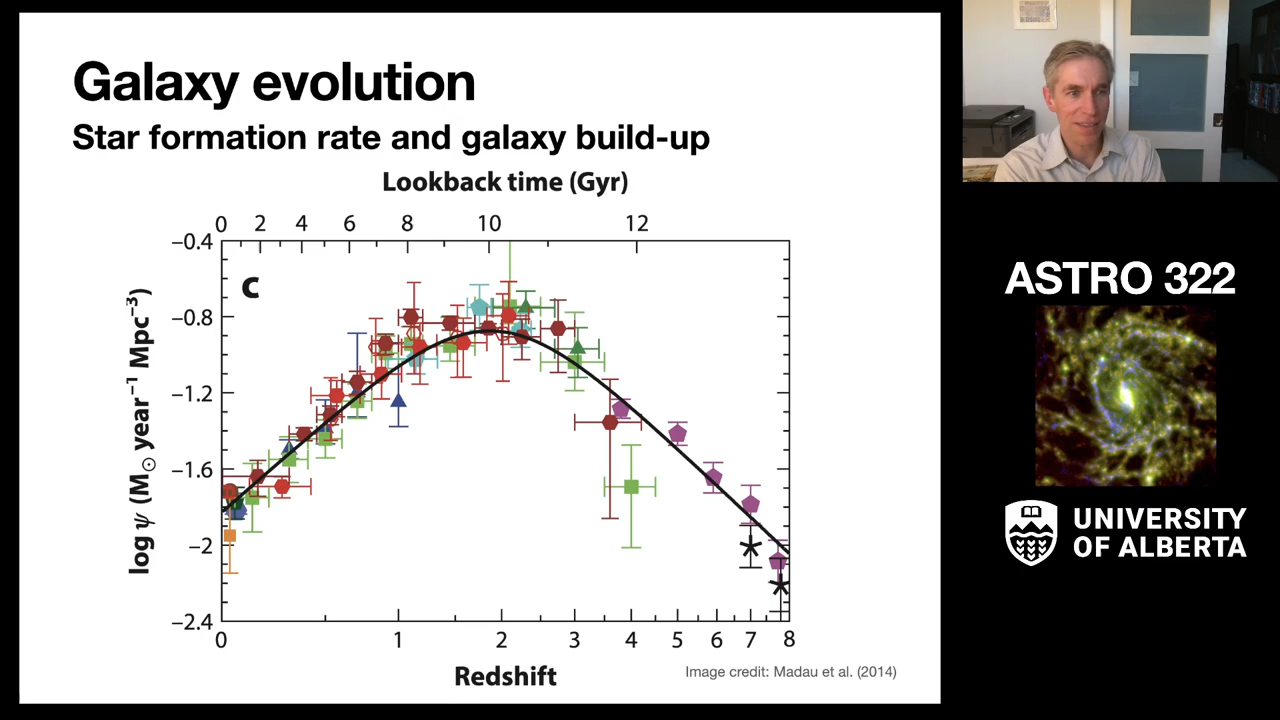 Galaxy evolution
Star formation rate and galaxy build-up
Lookback time (Gyr)
0 2 4 6 8 10 12
−0.4
c
−0.8
−1.2
−1.6
−2
−2.4
log ψ (M☉ year⁻¹ Mpc⁻³)
0 1 2 3 4 5 6 7 8
Redshift
Image credit: Madau et al. (2014)
ASTRO 322
UNIVERSITY
OF ALBERTA